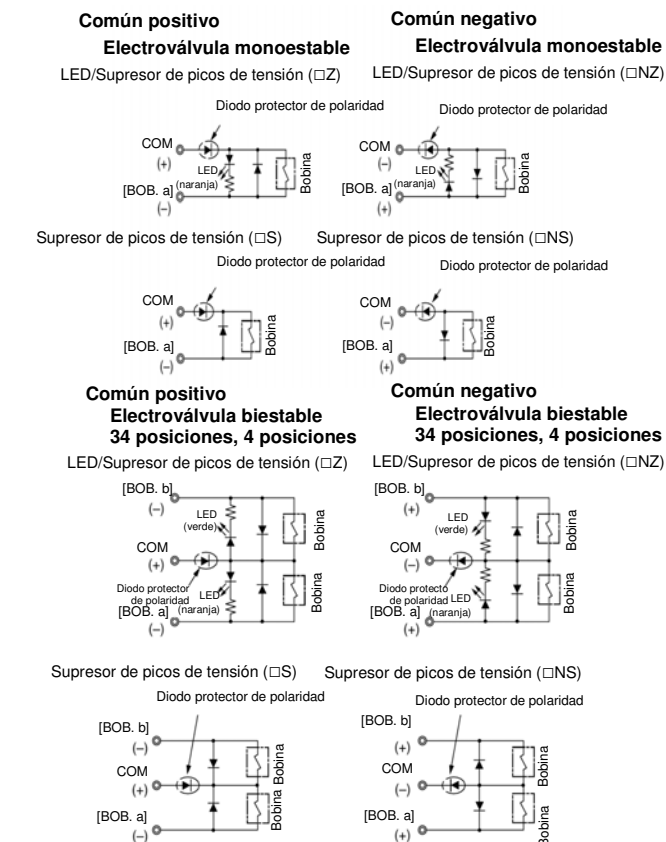 Común positivo
Electroválvula monoestable
LED/Supresor de picos de tensión (□Z)
Diodo protector de polaridad
COM
(+)
LED
(naranja)
[BOB. a]
(−)
Bobina
Común negativo
Electroválvula monoestable
LED/Supresor de picos de tensión (□NZ)
Diodo protector de polaridad
COM
(−)
LED
(naranja)
[BOB. a]
(+)
Bobina
Supresor de picos de tensión (□S)
Diodo protector de polaridad
COM
(+)
[BOB. a]
(−)
Bobina
Supresor de picos de tensión (□NS)
Diodo protector de polaridad
COM
(−)
[BOB. a]
(+)
Bobina
Común positivo
Electroválvula biestable
34 posiciones, 4 posiciones
LED/Supresor de picos de tensión (□Z)
[BOB. b]
(−)
LED
(verde)
Bobina
COM
(+)
Diodo protector
de polaridad
LED
(naranja)
[BOB. a]
(−)
Bobina
Común negativo
Electroválvula biestable
34 posiciones, 4 posiciones
LED/Supresor de picos de tensión (□NZ)
[BOB. b]
(+)
LED
(verde)
Bobina
COM
(−)
Diodo protecto
de polaridad
LED
(naranja)
[BOB. a]
(+)
Bobina
Supresor de picos de tensión (□S)
Diodo protector de polaridad
[BOB. b]
(−)
Bobina
COM
(+)
Bobina
[BOB. a]
(−)
Supresor de picos de tensión (□NS)
Diodo protector de polaridad
[BOB. b]
(+)
Bobina
COM
(−)
Bobina
[BOB. a]
(+)